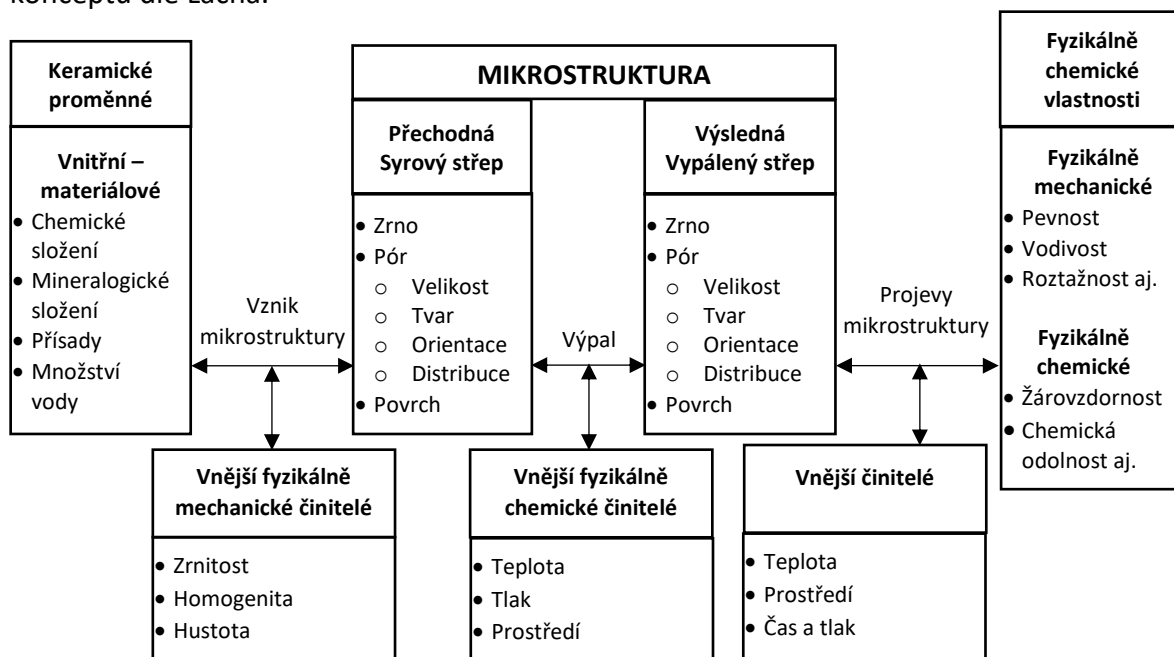 Keramické
proměnné
Vnitřní –
materiálové
• Chemické
složení
• Mineralogické
složení
• Přísady
• Množství
vody
Vznik
mikrostruktury
MIKROSTRUKTURA
Přechodná
Syrový střep
• Zrno
• Pór
o Velikost
o Tvar
o Orientace
o Distribuce
• Povrch
Výpal
Výsledná
Vypálený střep
• Zrno
• Pór
o Velikost
o Tvar
o Orientace
o Distribuce
• Povrch
Projevy
mikrostruktury
Fyzikálně
chemické
vlastnosti
Fyzikálně
mechanické
• Pevnost
• Vodivost
• Roztažnost aj.
Fyzikálně
chemické
• Žárovzdornost
• Chemická
odolnost aj.
Vnější fyzikálně
mechanické činitelé
• Zrnitost
• Homogenita
• Hustota
Vnější fyzikálně
chemické činitelé
• Teplota
• Tlak
• Prostředí
Vnější činitelé
• Teplota
• Prostředí
• Čas a tlak